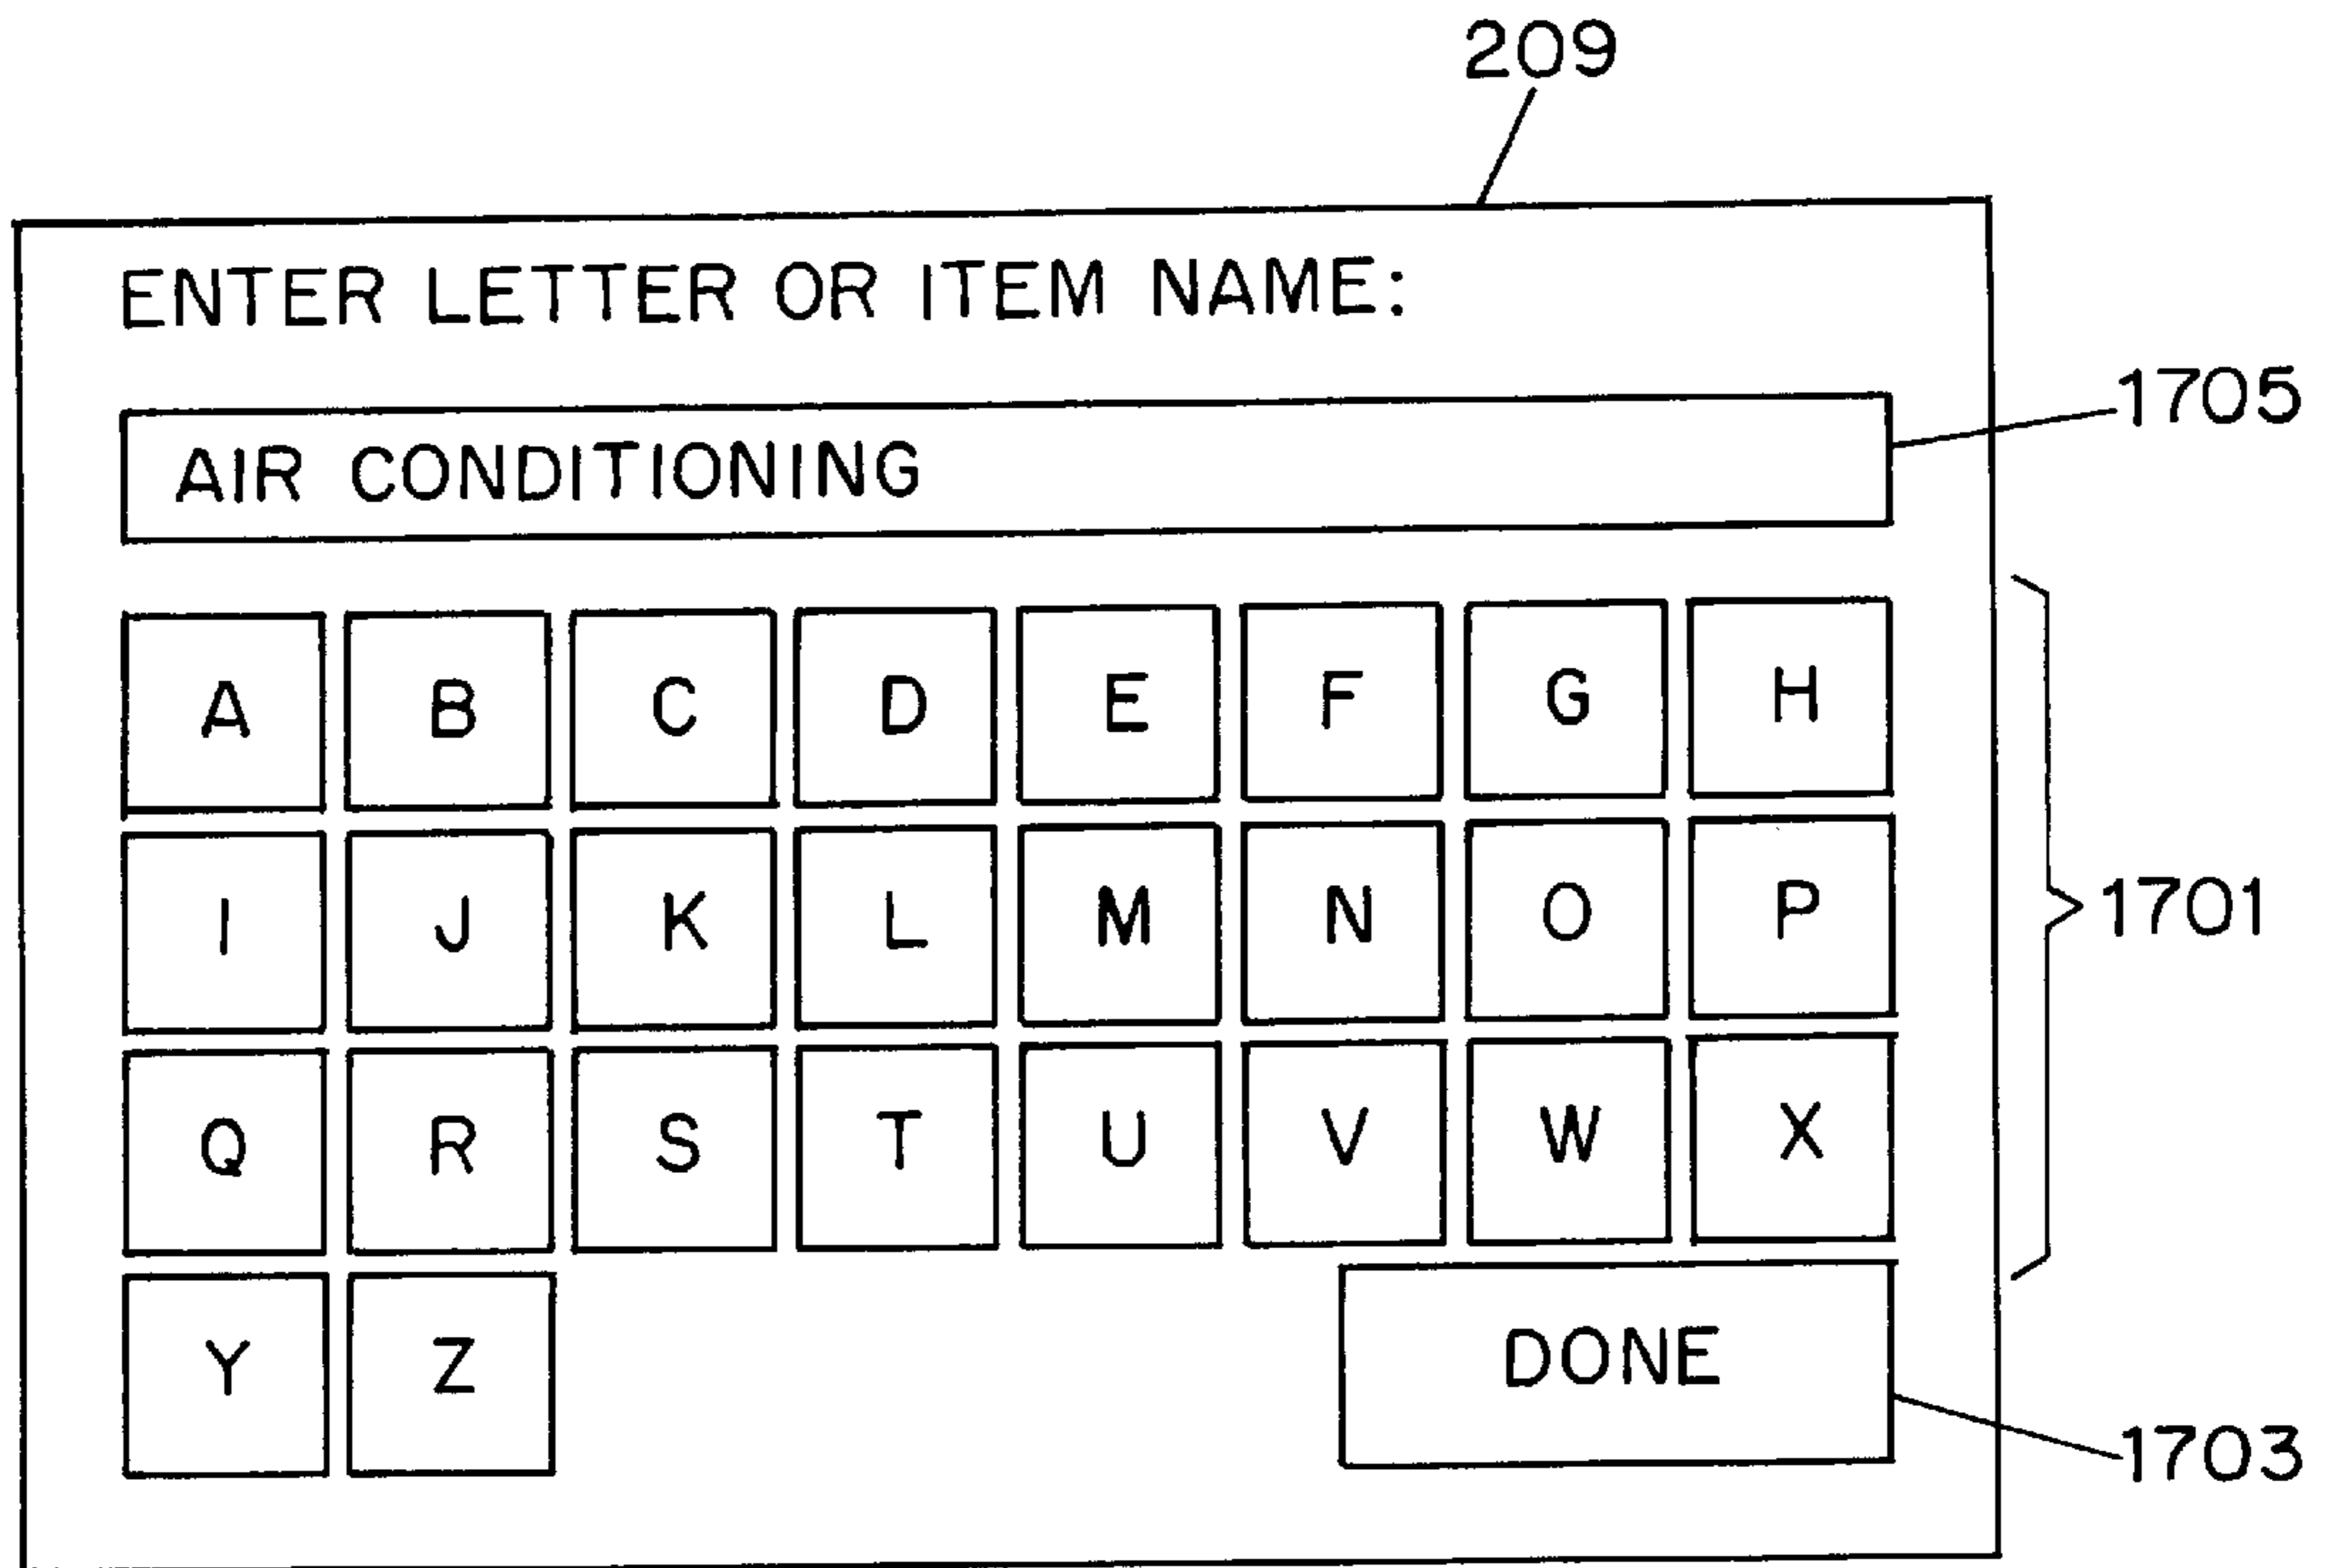 209
ENTER LETTER OR ITEM NAME:
1705
AIR CONDITIONING
A B C D E F G H
I J K L M N O P
1701
Q R S T U V W X
Y Z DONE
1703